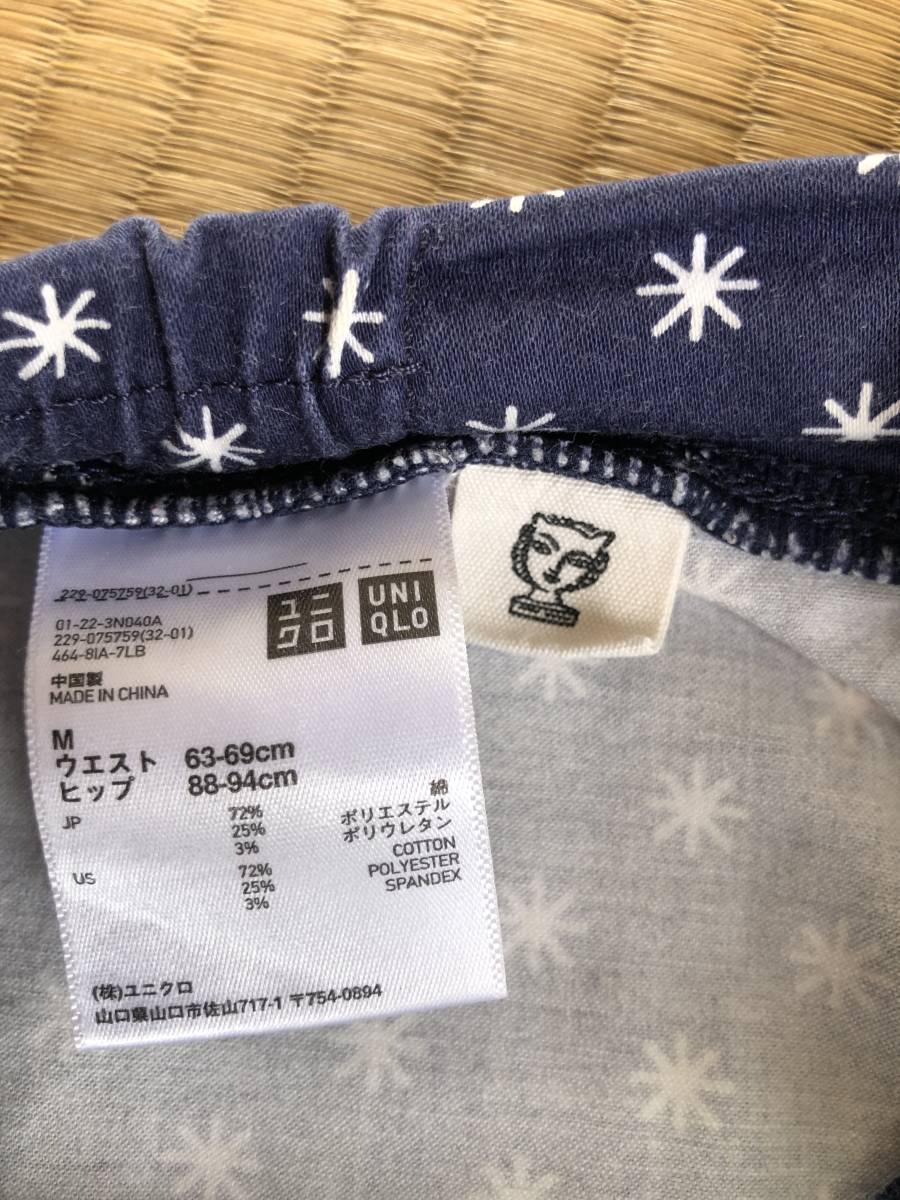 229-075759(32-01)
ユニ
クロ
UNI
QLO
01-22-3N040A
229-075759(32-01)
464-8IA-7LB
中国製
MADE IN CHINA
M
ウエスト 63-69cm
ヒップ 88-94cm
JP 72% 綿
25% ポリエステル
3% ポリウレタン
US 72% COTTON
25% POLYESTER
3% SPANDEX
(株)ユニクロ
山口県山口市佐山717-1 〒754-0894